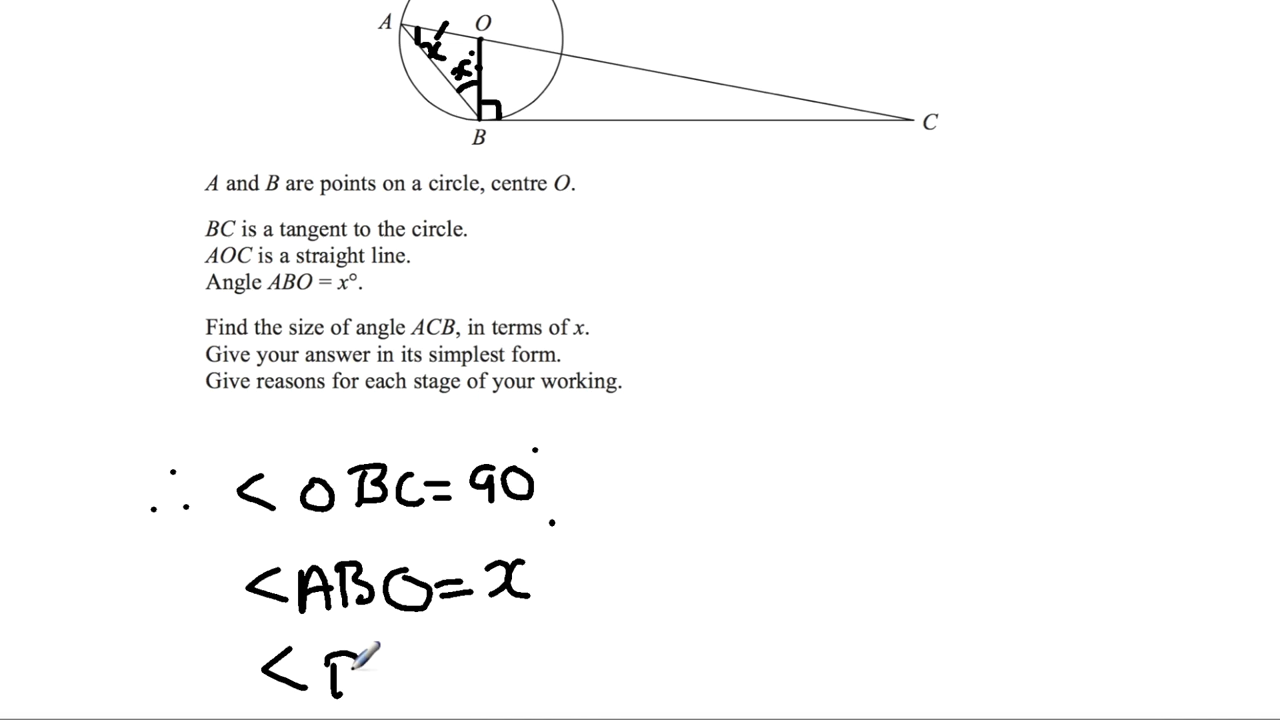 A O
x
x°
B C
A and B are points on a circle, centre O.
BC is a tangent to the circle.
AOC is a straight line.
Angle ABO = x°.
Find the size of angle ACB, in terms of x.
Give your answer in its simplest form.
Give reasons for each stage of your working.
∴ < OBC = 90°.
< ABO = x
<